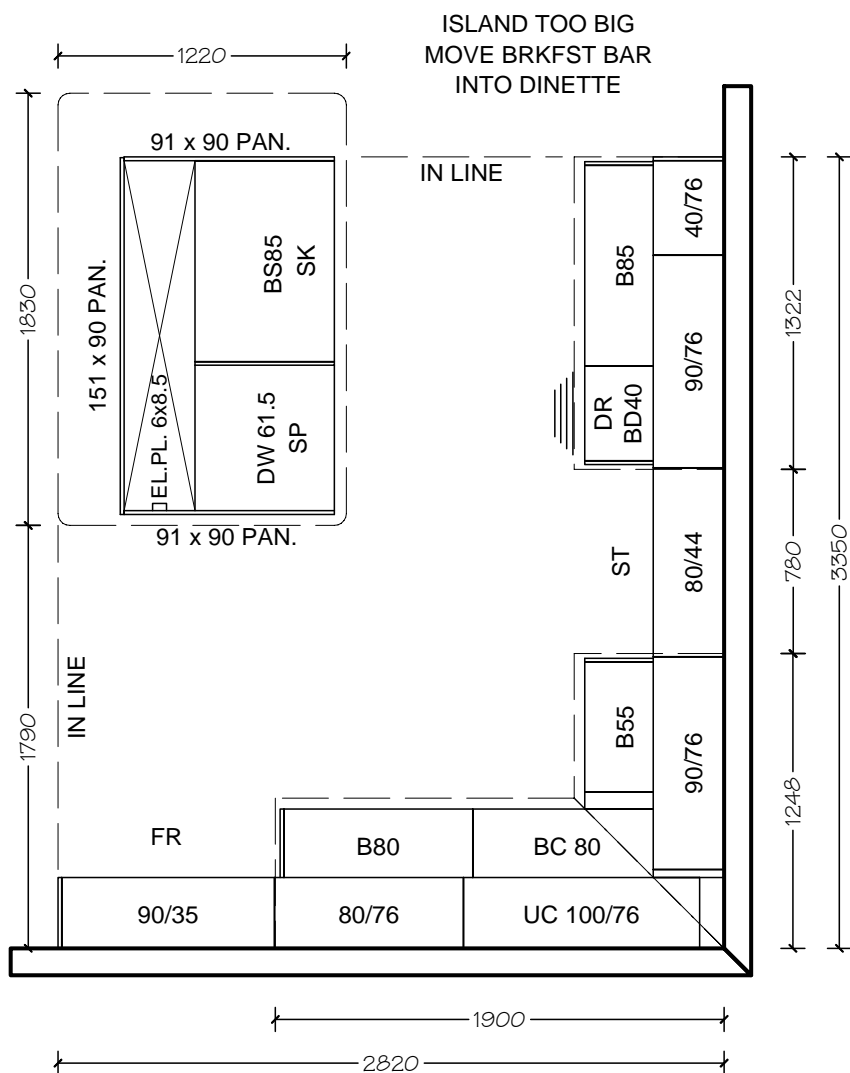 ISLAND TOO BIG
MOVE BRKFST BAR
INTO DINETTE
1220
91 x 90 PAN.
IN LINE
40/76
BS85
SK
B85
151 x 90 PAN.
1830
1322
90/76
EL.PL. 6x8.5
DW 61.5
SP
DR
BD40
91 x 90 PAN.
ST
80/44
780
3350
IN LINE
1790
B55
90/76
1248
FR
B80
BC 80
90/35
80/76
UC 100/76
1900
2820